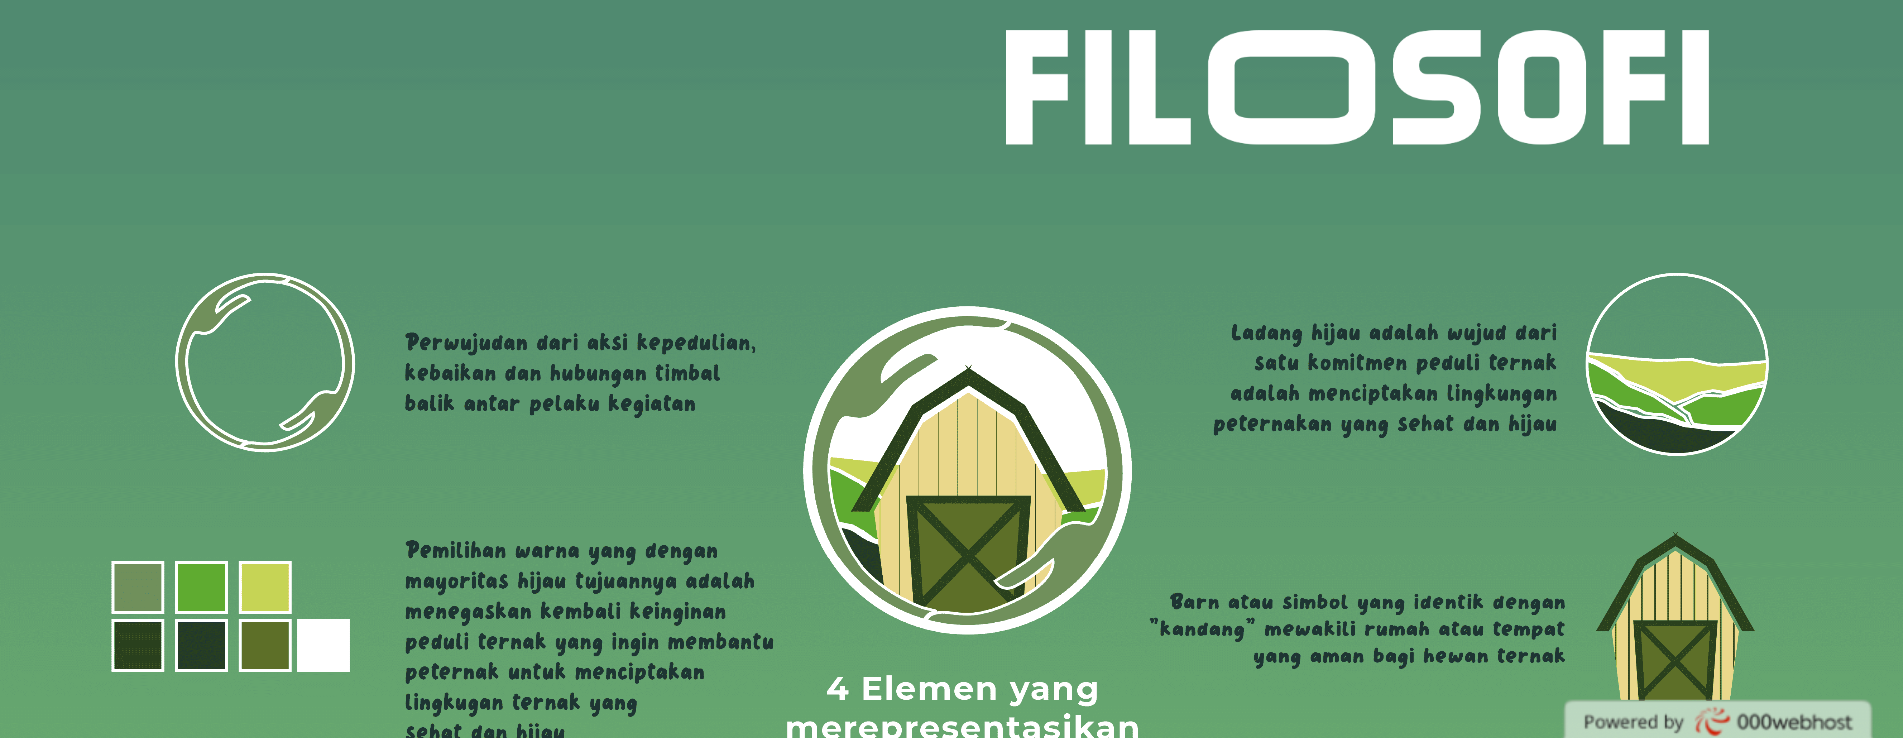 FILOSOFI
Perwujudan dari aksi kepedulian,
kebaikan dan hubungan timbal
balik antar pelaku kegiatan
Ladang hijau adalah wujud dari
satu komitmen peduli ternak
adalah menciptakan lingkungan
peternakan yang sehat dan hijau
Pemilihan warna yang dengan
mayoritas hijau tujuannya adalah
menegaskan kembali keinginan
peduli ternak yang ingin membantu
peternak untuk menciptakan
lingkugan ternak yang
sehat dan hijau
Barn atau simbol yang identik dengan
"kandang" mewakili rumah atau tempat
yang aman bagi hewan ternak
4 Elemen yang
merepresentasikan
Powered by 000webhost